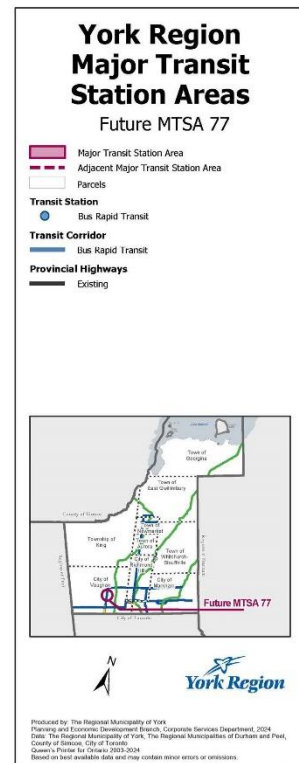 York Region
Major Transit
Station Areas
Future MTSA 77
Major Transit Station Area
Adjacent Major Transit Station Area
Parcels
Transit Station
Bus Rapid Transit
Transit Corridor
Bus Rapid Transit
Provincial Highways
Existing
Town of
Georgina
Town of
East Gwillimbury
County of Simcoe
Town of
Newmarket
Township of
King
Town of
Aurora
Town of
Whitchurch-
Stouffville
City of
Richmond
Hill
City of
Vaughan
City of
Markham
Future MTSA 77
City of Toronto
York Region
Produced by: The Regional Municipality of York
Planning and Economic Development Branch, Corporate Services Department, 2024
Data: The Regional Municipality of York, The Regional Municipalities of Durham and Peel,
County of Simcoe, City of Toronto
Queen's Printer for Ontario 2003-2024
Based on best available data and may contain minor errors or omissions.